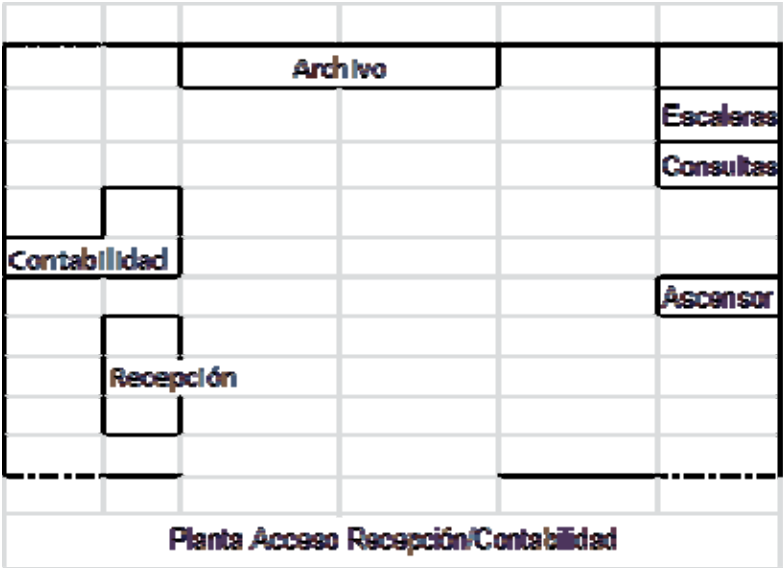 Archivo
Escaleras
Consultas
Contabilidad
Ascensor
Recepción
Planta Acceso Recepción/Contabilidad